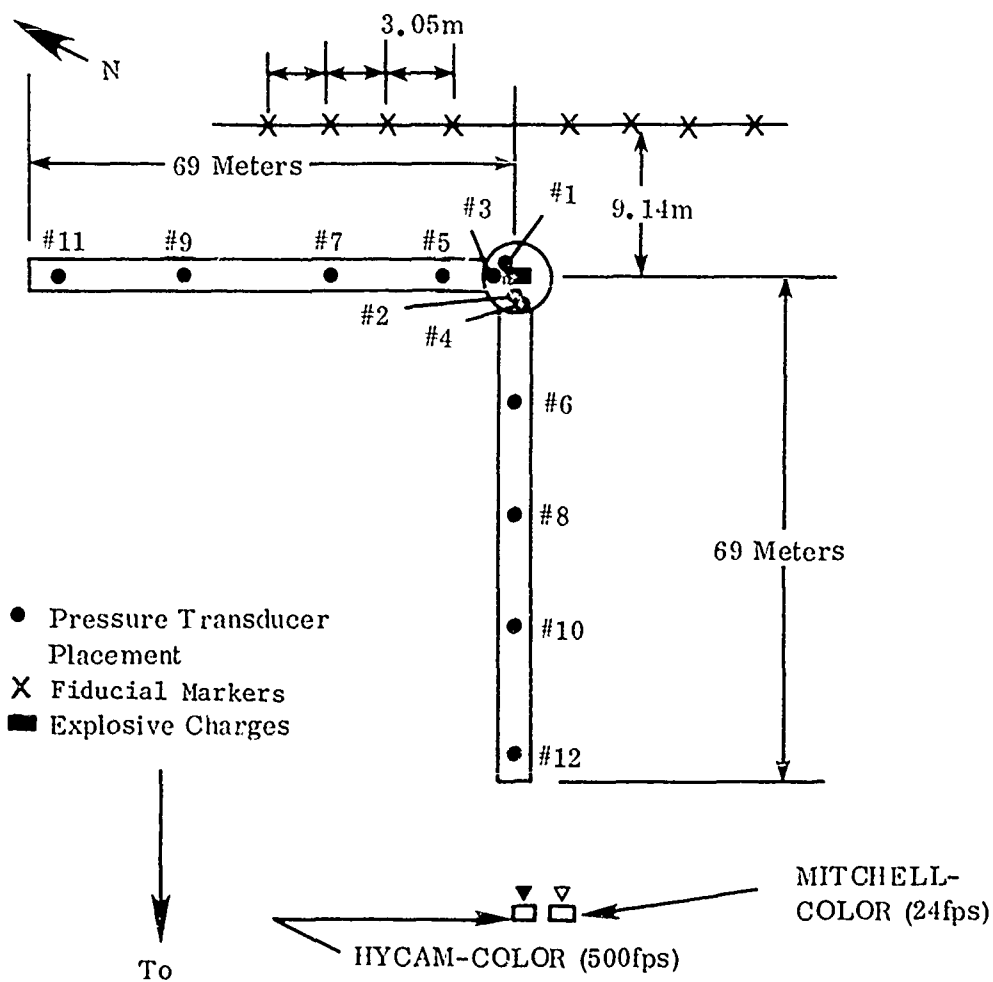 3.05m
N
69 Meters
#1
#3
9.14m
#11
#9
#7
#5
#2
#4
#6
#8
69 Meters
Pressure Transducer
Placement
#10
Fiducial Markers
Explosive Charges
#12
MITCHELL-
COLOR (24fps)
HYCAM-COLOR (500fps)
To